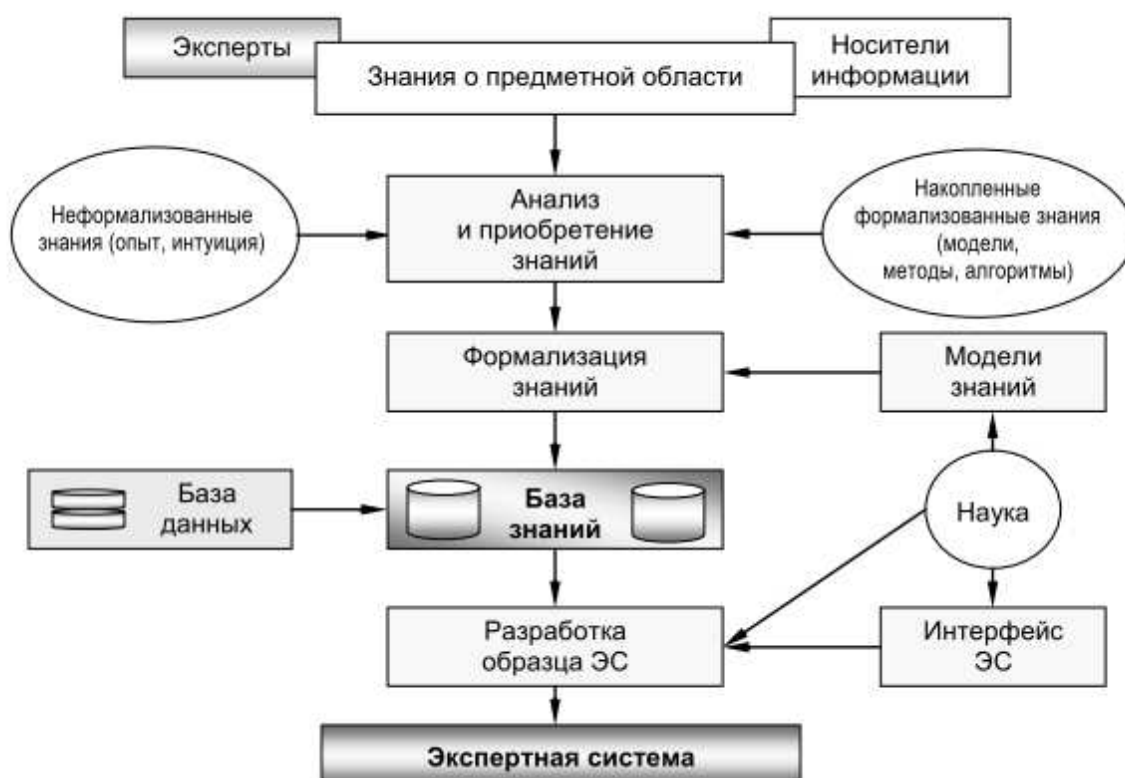 Эксперты
Носители
информации
Знания о предметной области
Неформализованные
знания (опыт, интуиция)
Анализ
и приобретение
знаний
Накопленные
формализованные знания
(модели,
методы, алгоритмы)
Формализация
знаний
Модели
знаний
База
данных
База
знаний
Наука
Разработка
образца ЭС
Интерфейс
ЭС
Экспертная система